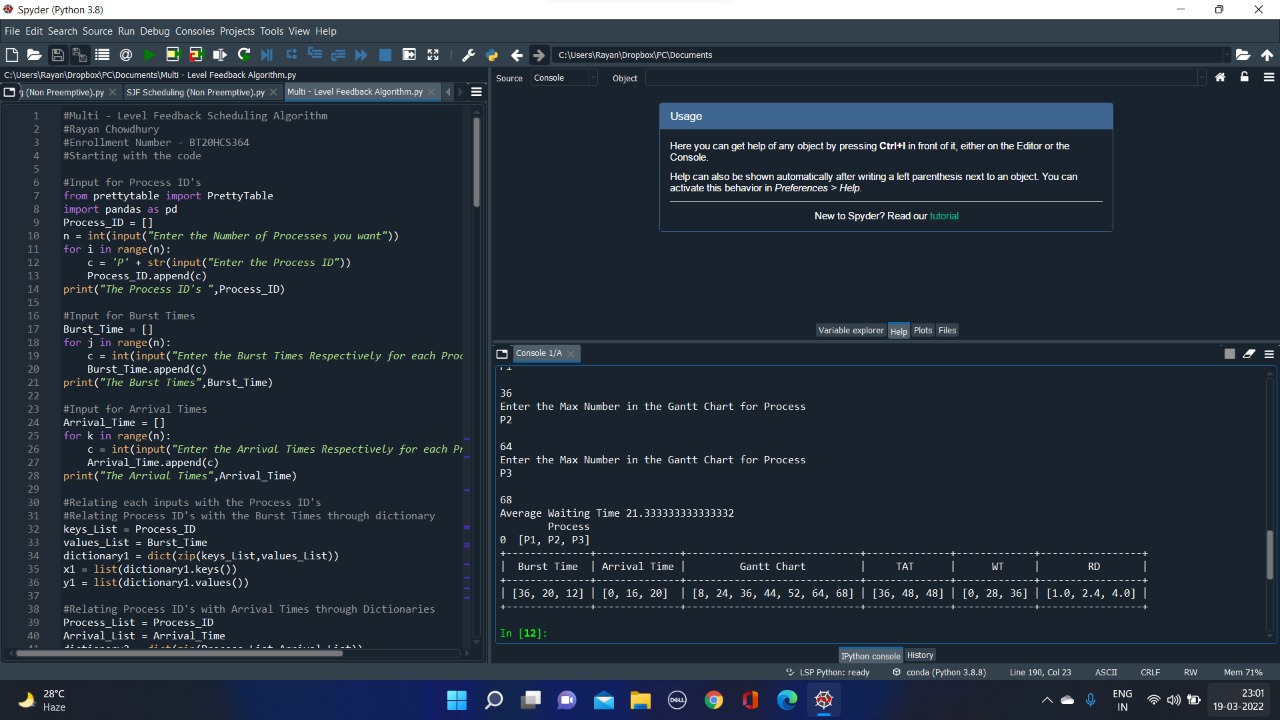 Spyder (Python 3.8)
File Edit Search Source Run Debug Consoles Projects Tools View Help
C:\Users\Rayan\Dropbox\PC\Documents
C:\Users\Rayan\Dropbox\PC\Documents\Multi - Level Feedback Algorithm.py
(Non Preemptive).py SJF Scheduling (Non Preemptive).py Multi - Level Feedback Algorithm.py
1 #Multi - Level Feedback Scheduling Algorithm
2 #Rayan Chowdhury
3 #Enrollment Number - BT20HCS364
4 #Starting with the code
5
6 #Input for Process ID's
7 from prettytable import PrettyTable
8 import pandas as pd
9 Process_ID = []
10 n = int(input("Enter the Number of Processes you want"))
11 for i in range(n):
12 c = 'P' + str(input("Enter the Process ID"))
13 Process_ID.append(c)
14 print("The Process ID's ",Process_ID)
15
16 #Input for Burst Times
17 Burst_Time = []
18 for j in range(n):
19 c = int(input("Enter the Burst Times Respectively for each Proc
20 Burst_Time.append(c)
21 print("The Burst Times",Burst_Time)
22
23 #Input for Arrival Times
24 Arrival_Time = []
25 for k in range(n):
26 c = int(input("Enter the Arrival Times Respectively for each Pr
27 Arrival_Time.append(c)
28 print("The Arrival Times",Arrival_Time)
29
30 #Relating each inputs with the Process ID's
31 #Relating Process ID's with the Burst Times through dictionary
32 keys_List = Process_ID
33 values_List = Burst_Time
34 dictionary1 = dict(zip(keys_List,values_List))
35 x1 = list(dictionary1.keys())
36 y1 = list(dictionary1.values())
37
38 #Relating Process ID's with Arrival Times through Dictionaries
39 Process_List = Process_ID
40 Arrival_List = Arrival_Time
Source Console Object
Usage
Here you can get help of any object by pressing Ctrl+I in front of it, either on the Editor or the
Console.
Help can also be shown automatically after writing a left parenthesis next to an object. You can
activate this behavior in Preferences > Help.
New to Spyder? Read our tutorial
Variable explorer Help Plots Files
Console 1/A
36
Enter the Max Number in the Gantt Chart for Process
P2
64
Enter the Max Number in the Gantt Chart for Process
P3
68
Average Waiting Time 21.333333333333332
Process
0 [P1, P2, P3]
| Burst Time | Arrival Time | Gantt Chart | TAT | WT | RD |
| [36, 20, 12] | [0, 16, 20] | [8, 24, 36, 44, 52, 64, 68] | [36, 48, 48] | [0, 28, 36] | [1.0, 2.4, 4.0] |
In [12]:
IPython console History
LSP Python: ready conda (Python 3.8.8) Line 190, Col 23 ASCII CRLF RW Mem 71%
28°C
Haze
DELL
ENG
IN
23:01
19-03-2022